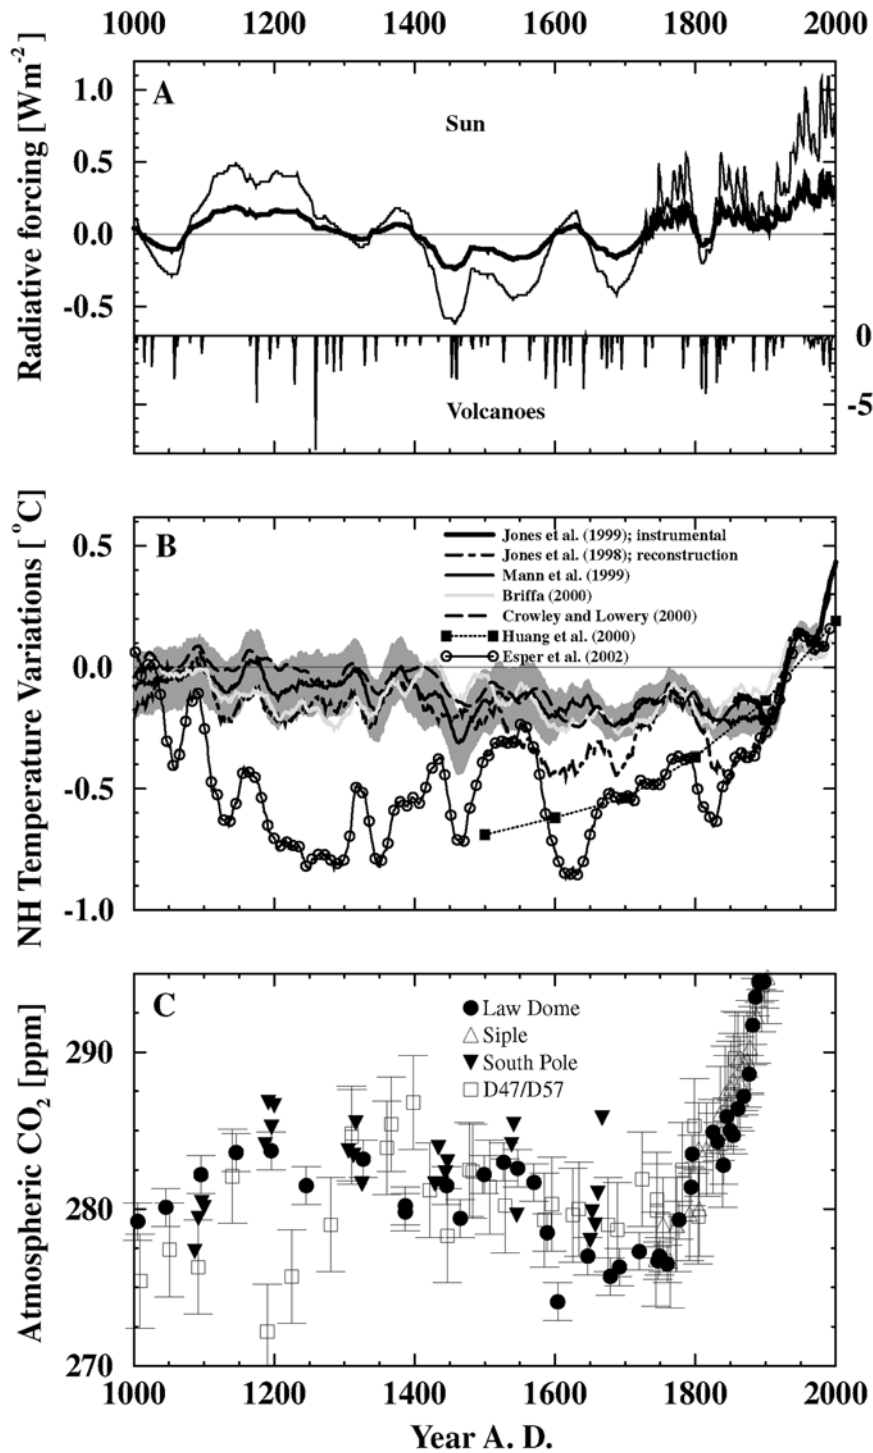 1000 1200 1400 1600 1800 2000
Radiative forcing [Wm-2]
A
Sun
1.0
0.5
0.0
-0.5
0
-5
Volcanoes
NH Temperature Variations [°C]
B
0.5
0.0
-0.5
-1.0
Jones et al. (1999); instrumental
Jones et al. (1998); reconstruction
Mann et al. (1999)
Briffa (2000)
Crowley and Lowery (2000)
Huang et al. (2000)
Esper et al. (2002)
Atmospheric CO2 [ppm]
C
290
280
270
Law Dome
Siple
South Pole
D47/D57
1000 1200 1400 1600 1800 2000
Year A. D.